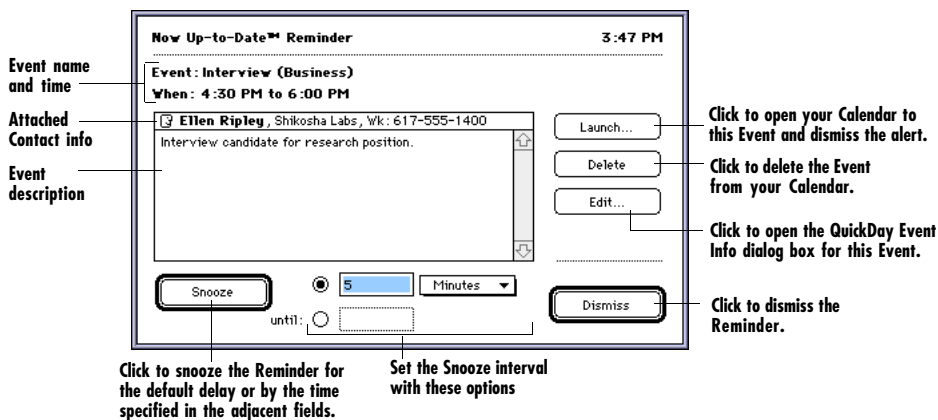 Now Up-to-Date™ Reminder
3:47 PM
Event name
and time
Event: Interview (Business)
When: 4:30 PM to 6:00 PM
Attached
Contact info
Ellen Ripley, Shikosha Labs, Wk: 617-555-1400
Event
description
Interview candidate for research position.
Launch...
Click to open your Calendar to
this Event and dismiss the alert.
Delete
Click to delete the Event
from your Calendar.
Edit...
Click to open the QuickDay Event
Info dialog box for this Event.
Snooze
5
Minutes
until:
Dismiss
Click to dismiss the
Reminder.
Click to snooze the Reminder for
the default delay or by the time
specified in the adjacent fields.
Set the Snooze interval
with these options